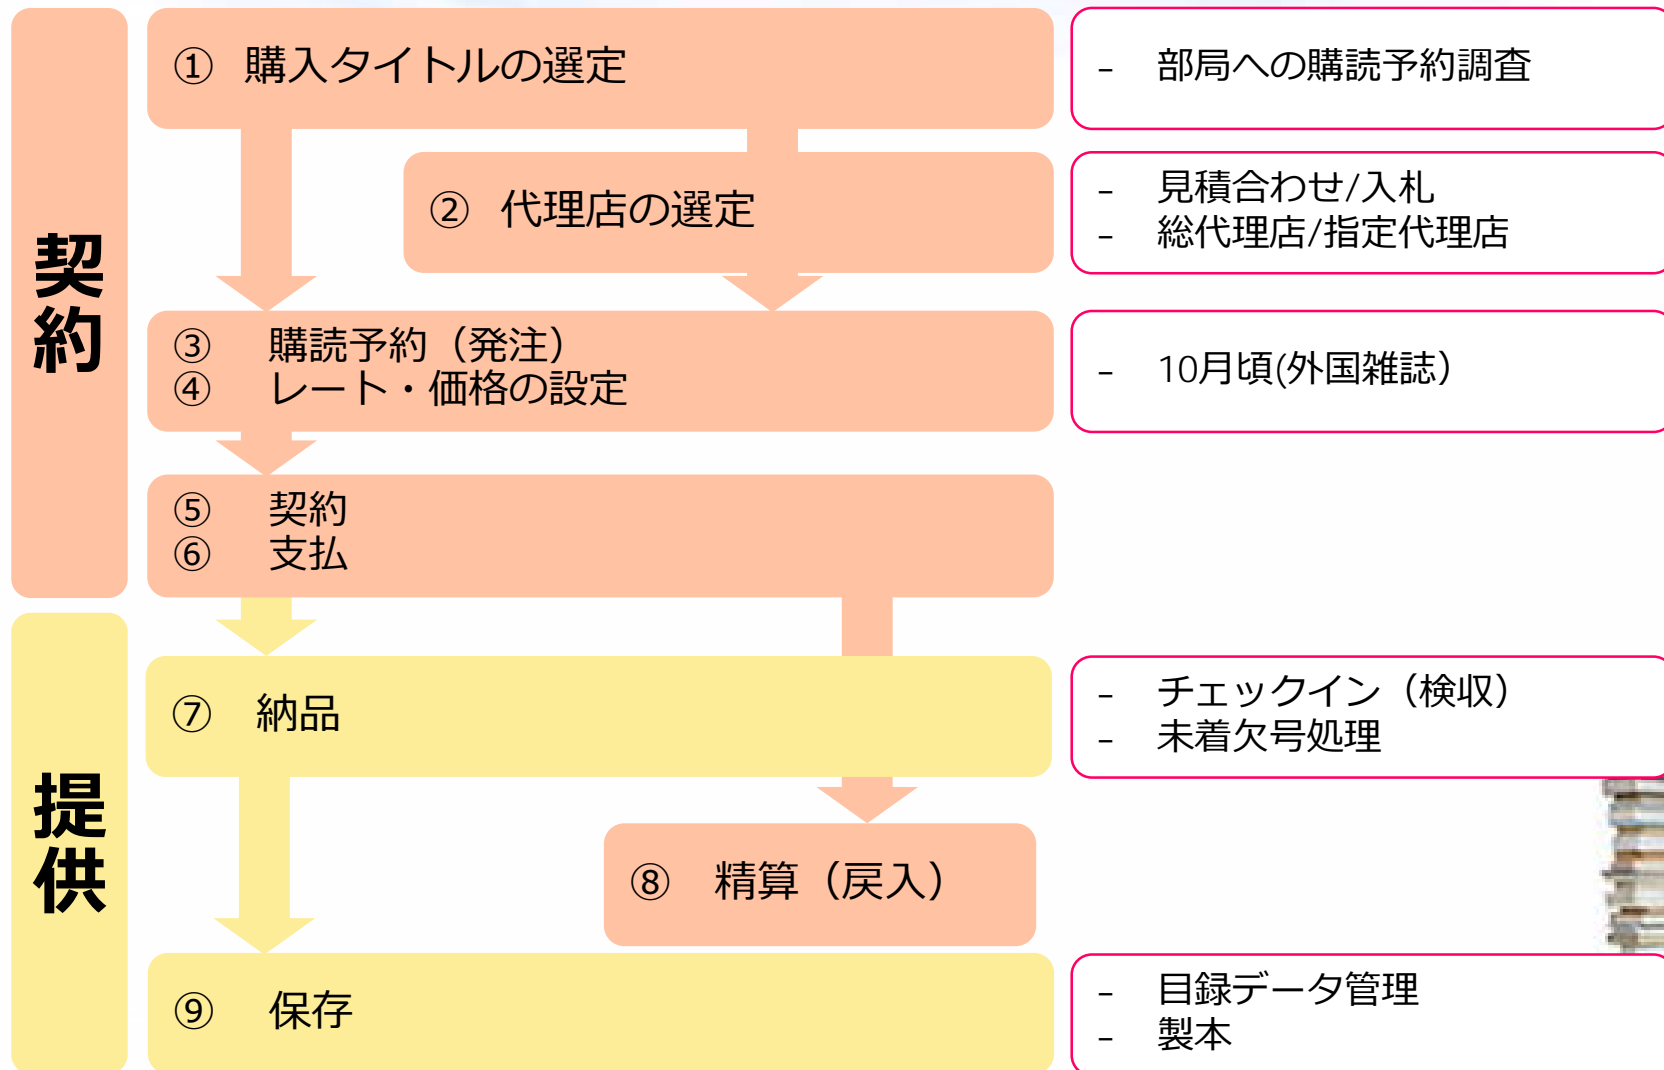 契約
① 購入タイトルの選定
- 部局への購読予約調査
② 代理店の選定
- 見積合わせ/入札
- 総代理店/指定代理店
③ 購読予約（発注）
④ レート・価格の設定
- 10月頃(外国雑誌）
⑤ 契約
⑥ 支払
提供
⑦ 納品
- チェックイン（検収）
- 未着欠号処理
⑧ 精算（戻入）
⑨ 保存
- 目録データ管理
- 製本